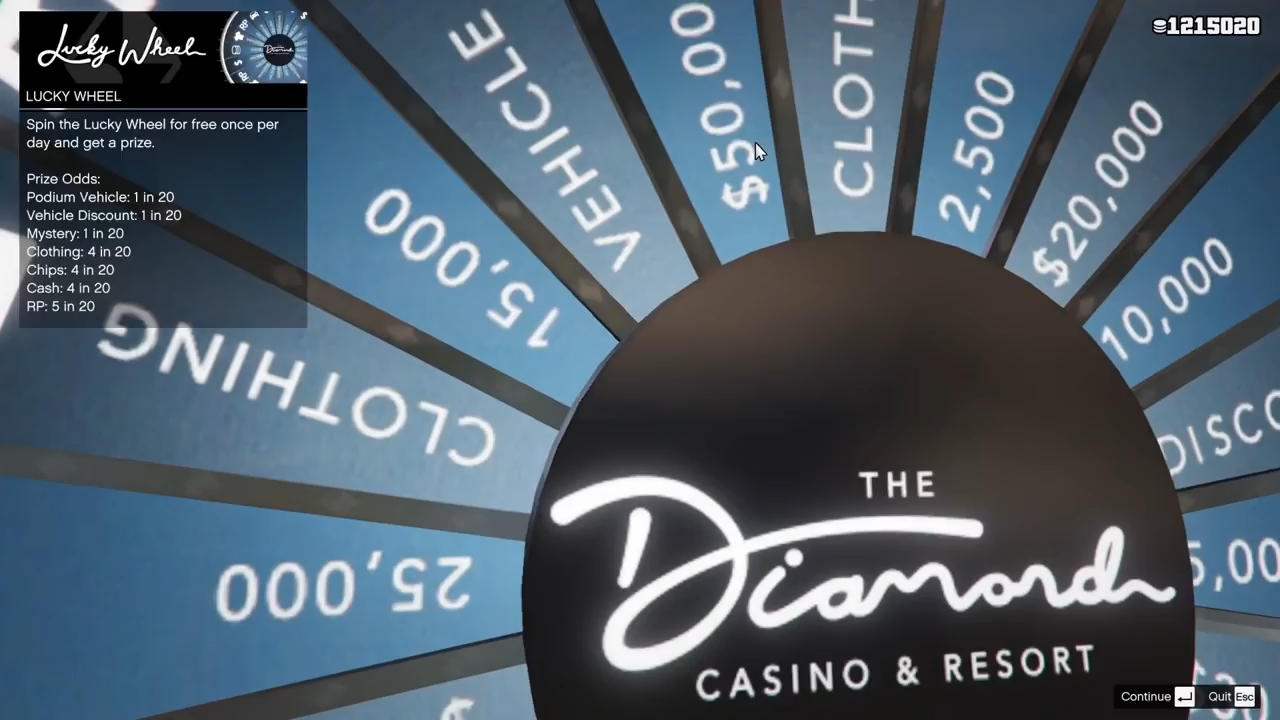 Lucky Wheel
1215020
LUCKY WHEEL
Spin the Lucky Wheel for free once per
day and get a prize.
Prize Odds:
Podium Vehicle: 1 in 20
Vehicle Discount: 1 in 20
Mystery: 1 in 20
Clothing: 4 in 20
Chips: 4 in 20
Cash: 4 in 20
RP: 5 in 20
25,000
CLOTHING
15,000
VEHICLE
$50,00
CLOTH
2,500
$20,000
10,000
DISCO
5,00
THE
Diamond
CASINO & RESORT
Continue
Quit Esc